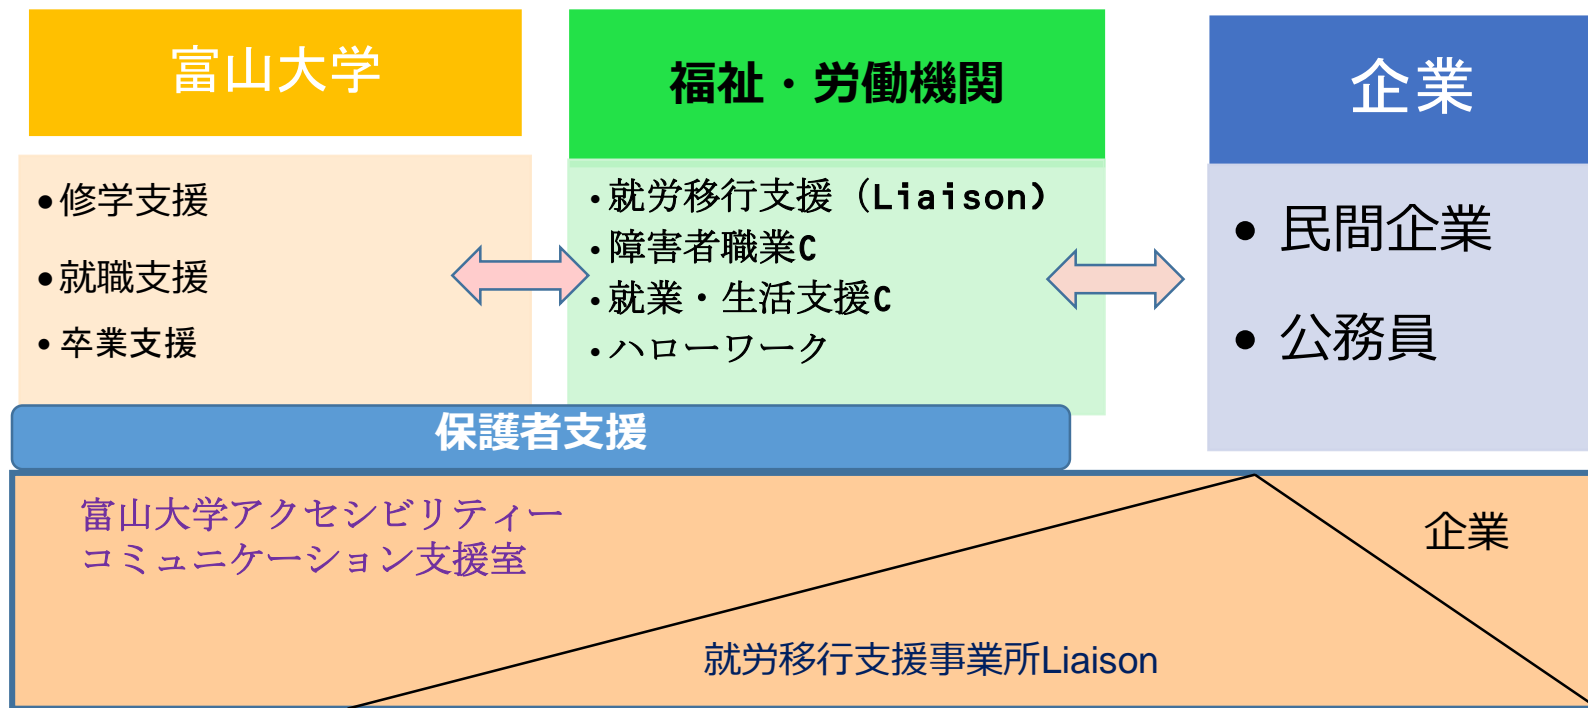 富山大学
・修学支援
・就職支援
・卒業支援
福祉・労働機関
・就労移行支援（Liaison）
・障害者職業C
・就業・生活支援C
・ハローワーク
企業
・民間企業
・公務員
保護者支援
富山大学アクセシビリティー
コミュニケーション支援室
就労移行支援事業所Liaison
企業